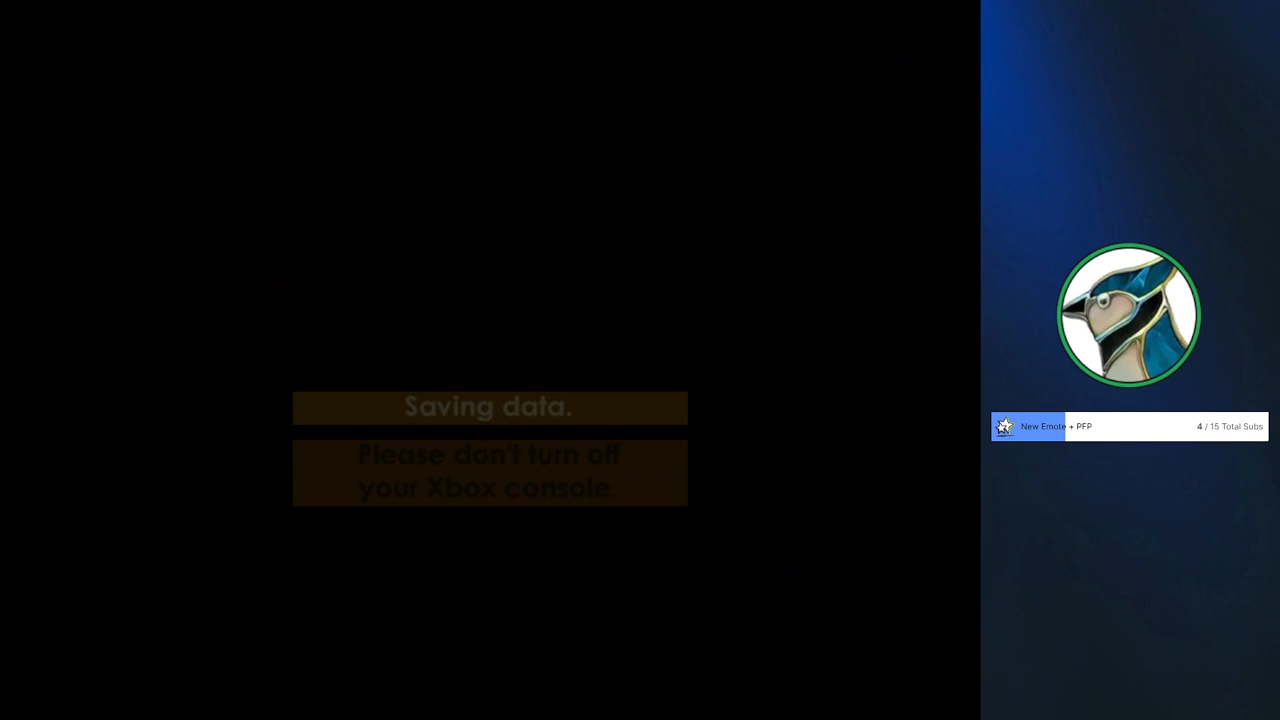 Saving data.
Please don't turn off
your Xbox console.
New Emote + PFP
4 / 15 Total Subs